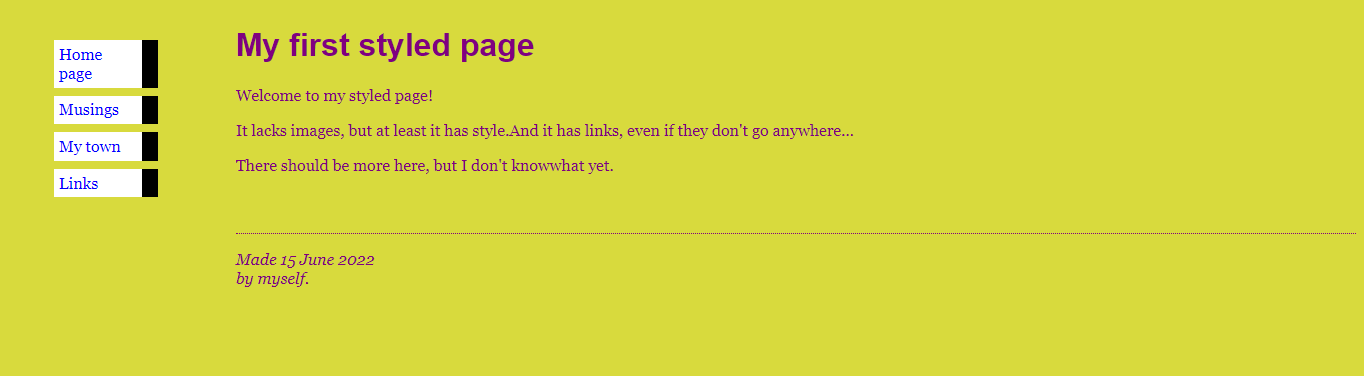 Home
page
Musings
My town
Links
My first styled page
Welcome to my styled page!
It lacks images, but at least it has style.And it has links, even if they don't go anywhere...
There should be more here, but I don't knowwhat yet.
Made 15 June 2022
by myself.